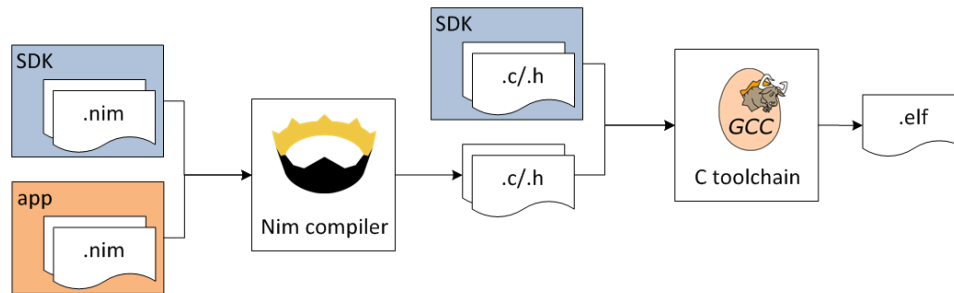 SDK
.nim
app
.nim
Nim compiler
SDK
.c/.h
.c/.h
GCC
C toolchain
.elf